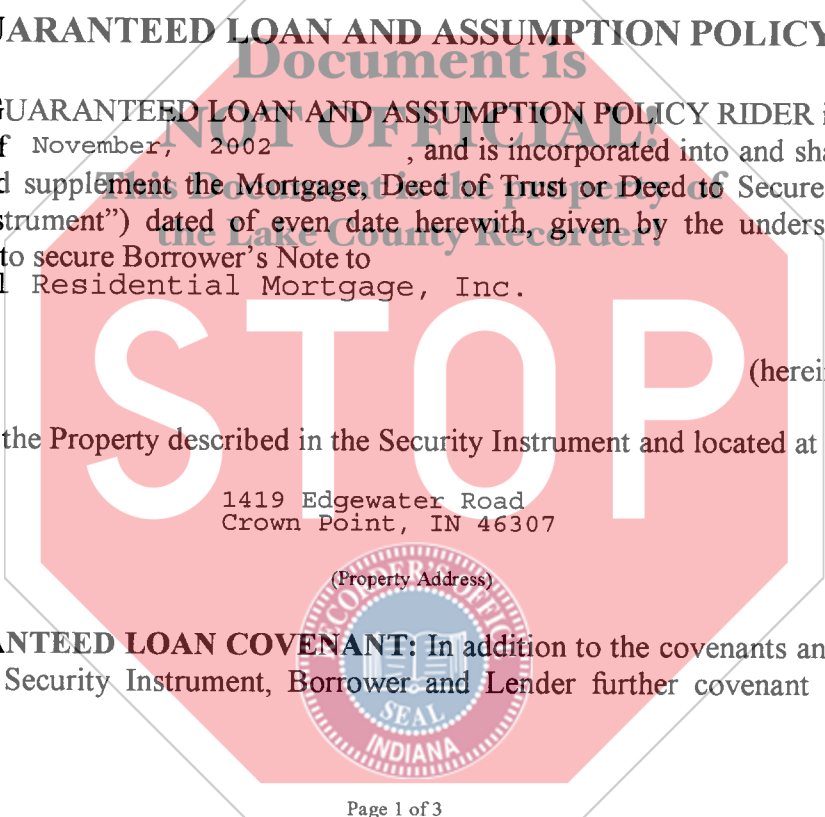 UARANTEED LOAN AND ASSUMPTION POLICY
Document is
GUARANTEED LOAN AND ASSUMPTION POLICY RIDER i
NOT OFFICIAL!
f November, 2002 , and is incorporated into and sha
d supplement the Mortgage, Deed of Trust or Deed to Secure
This Document is the property of
strument”) dated of even date herewith, given by the unders
the Lake County Recorder!
to secure Borrower’s Note to
l Residential Mortgage, Inc.
STOP
(herei
the Property described in the Security Instrument and located at
1419 Edgewater Road
Crown Point, IN 46307
(Property Address)
RECORDER'S OFFIC
ANTEED LOAN COVENANT: In addition to the covenants an
Security Instrument, Borrower and Lender further covenant
SEAL
INDIANA
Page 1 of 3